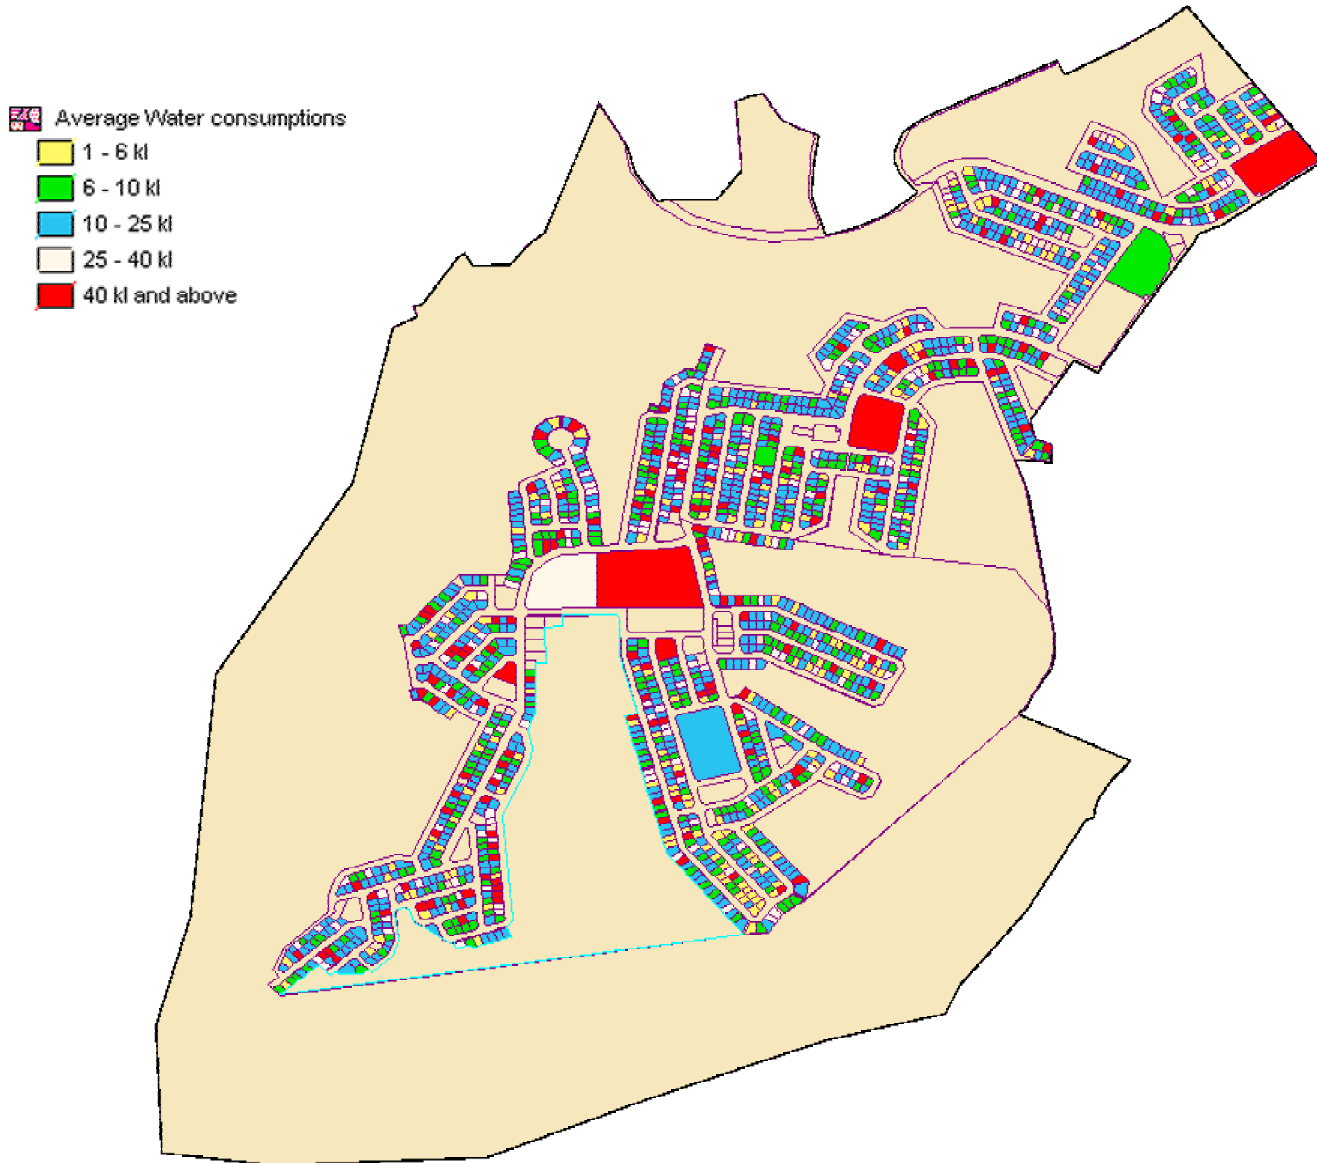 Average Water consumptions
1 - 6 kl
6 - 10 kl
10 - 25 kl
25 - 40 kl
40 kl and above